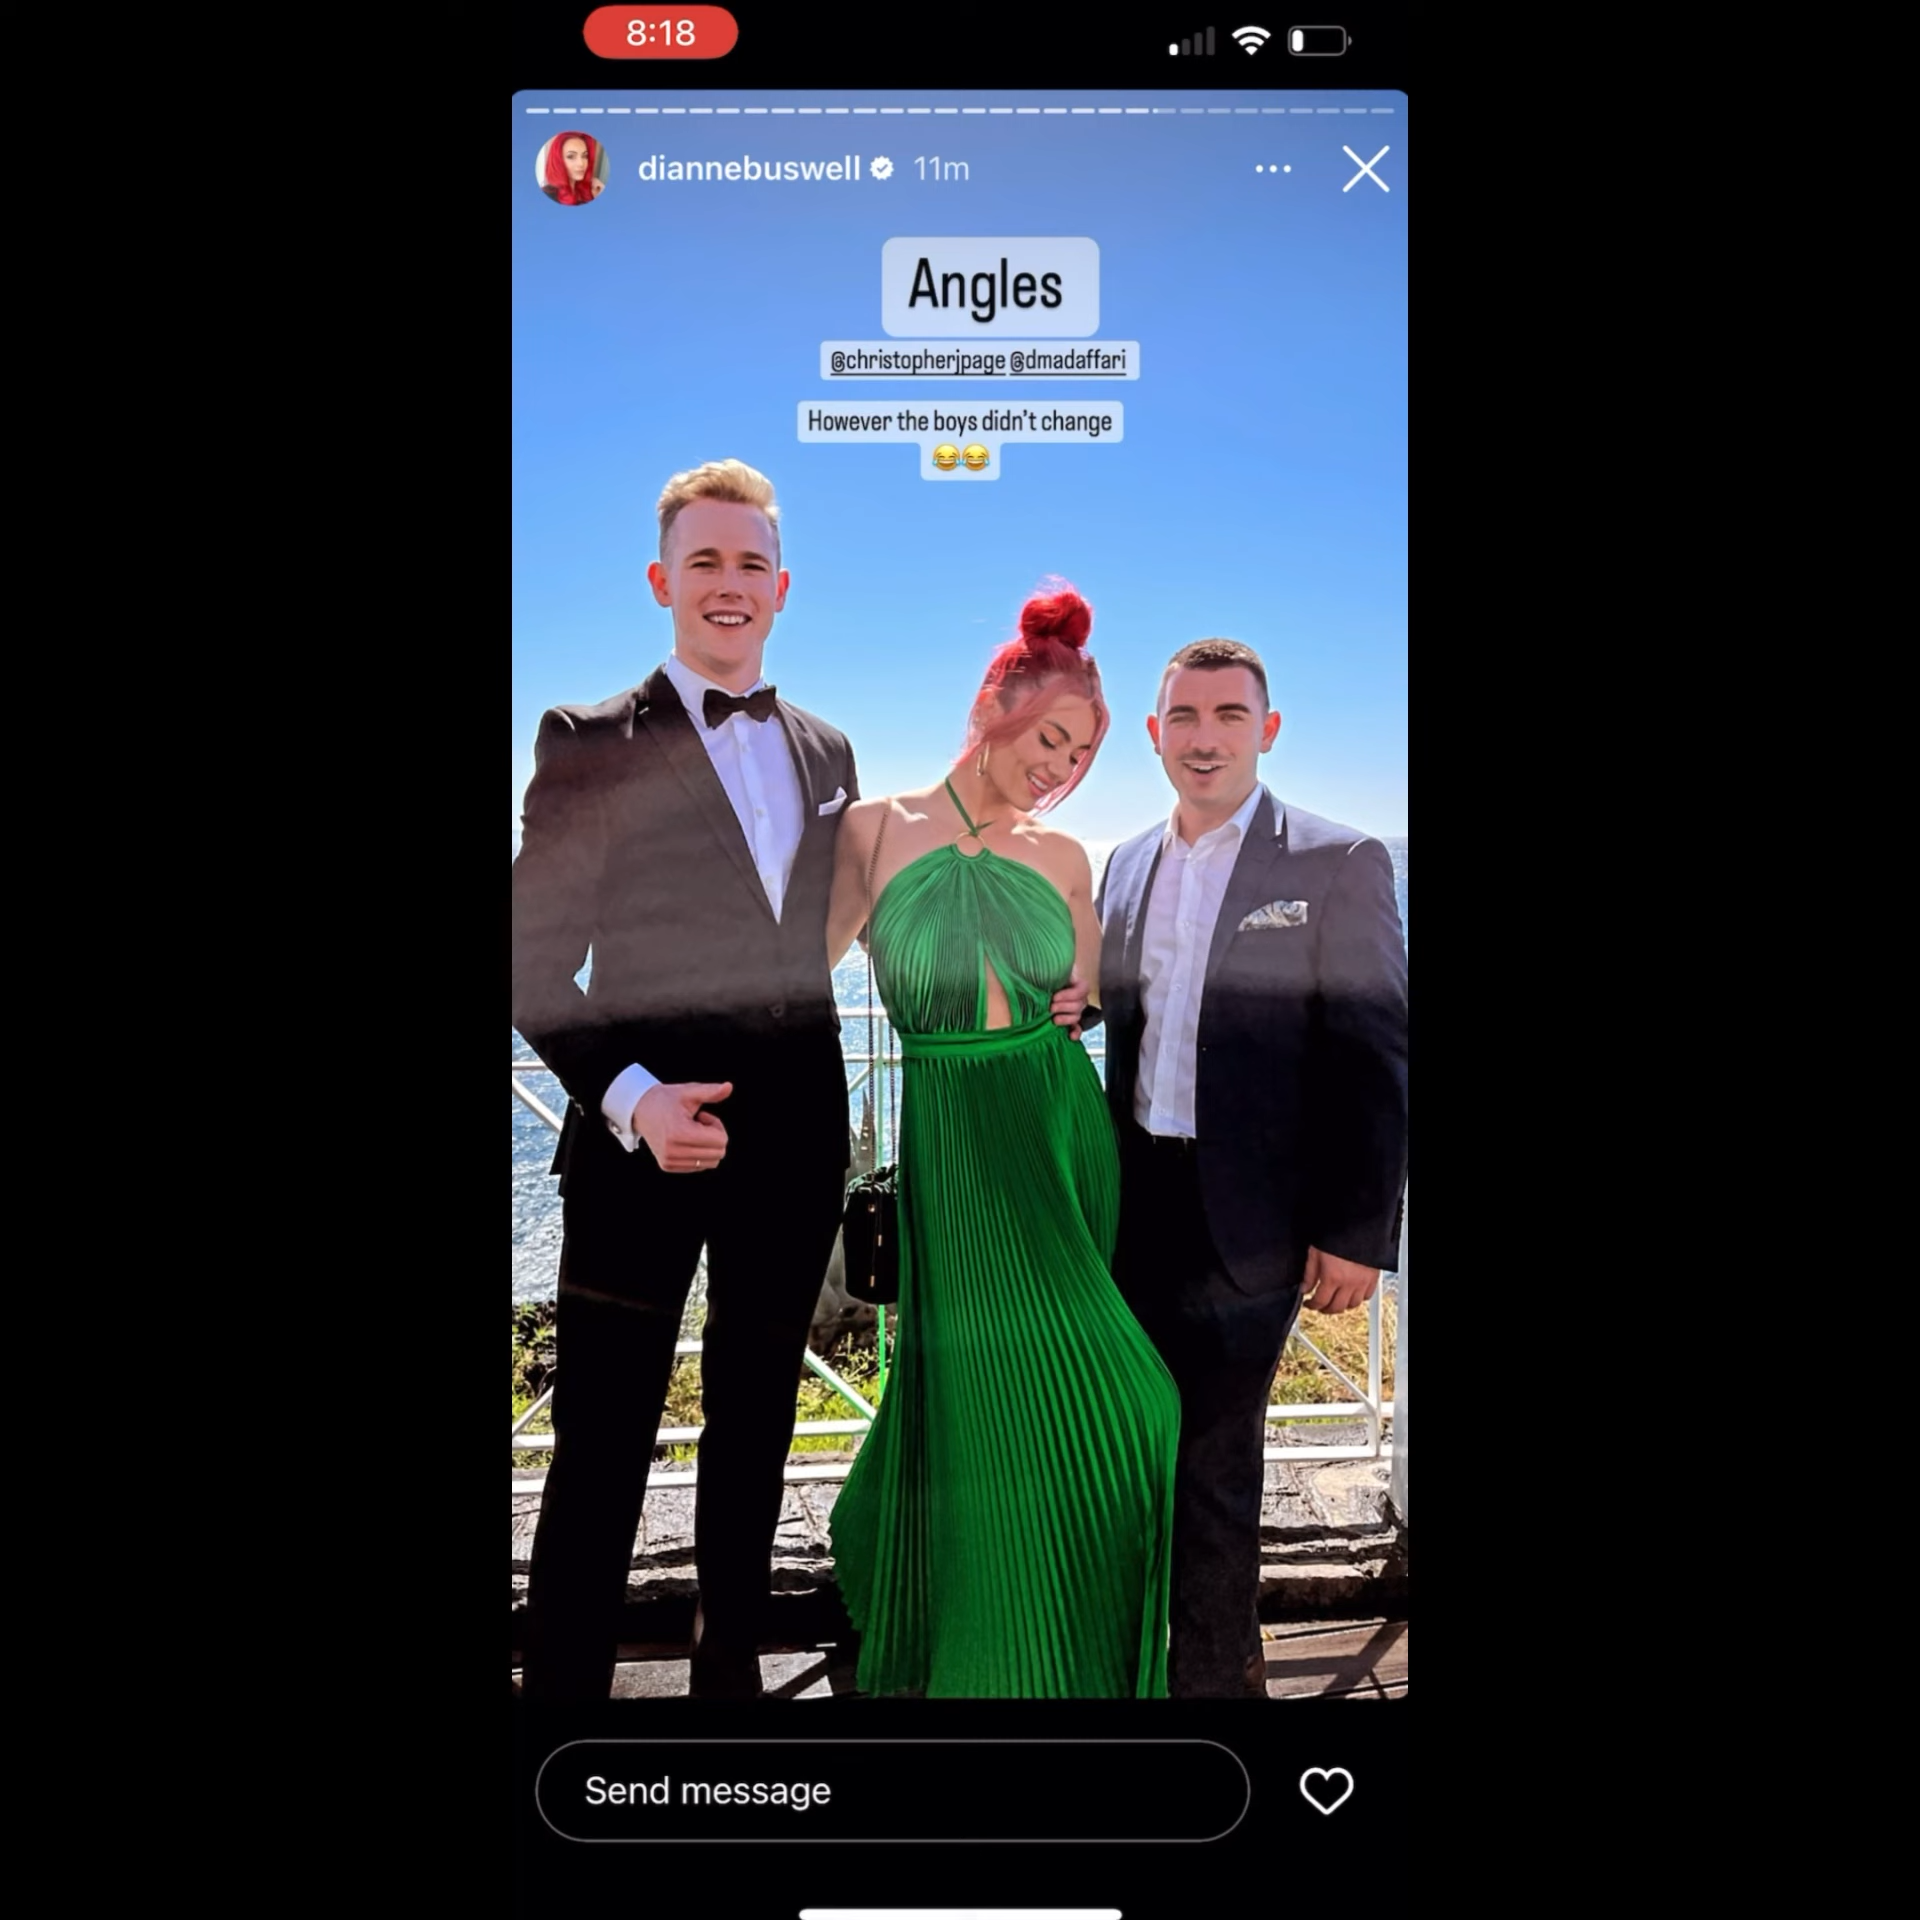 8:18
diannebuswell 11m
Angles
@christopherjpage @dmadaffari
However the boys didn't change
😂😂
Send message